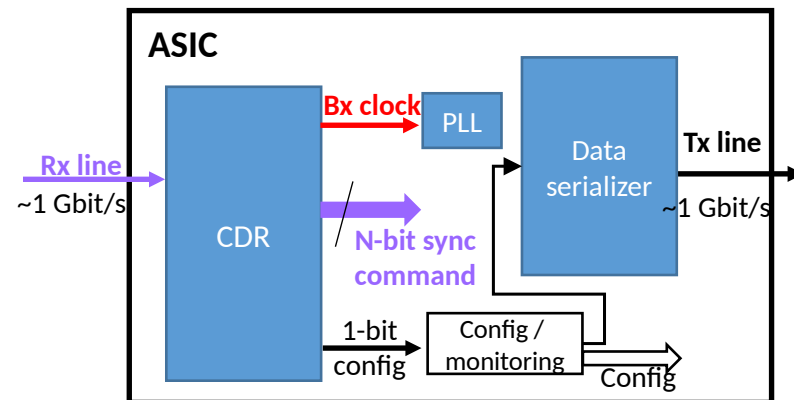 ASIC
Bx clock
PLL
Data
serializer
Tx line
~1 Gbit/s
Rx line
~1 Gbit/s
CDR
N-bit sync
command
1-bit
config
Config /
monitoring
Config